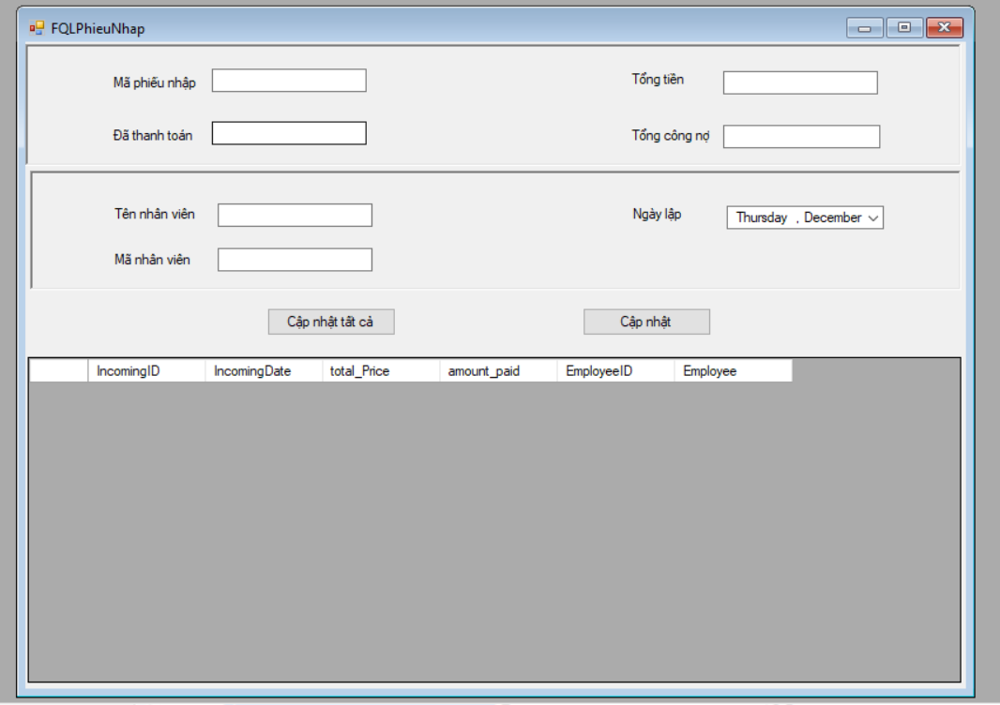 FQLPhieuNhap
Mã phiếu nhập
Tổng tiền
Đã thanh toán
Tổng công nợ
Tên nhân viên
Ngày lập
Thursday , December
Mã nhân viên
Cập nhật tất cả
Cập nhật
IncomingID IncomingDate total_Price amount_paid EmployeeID Employee